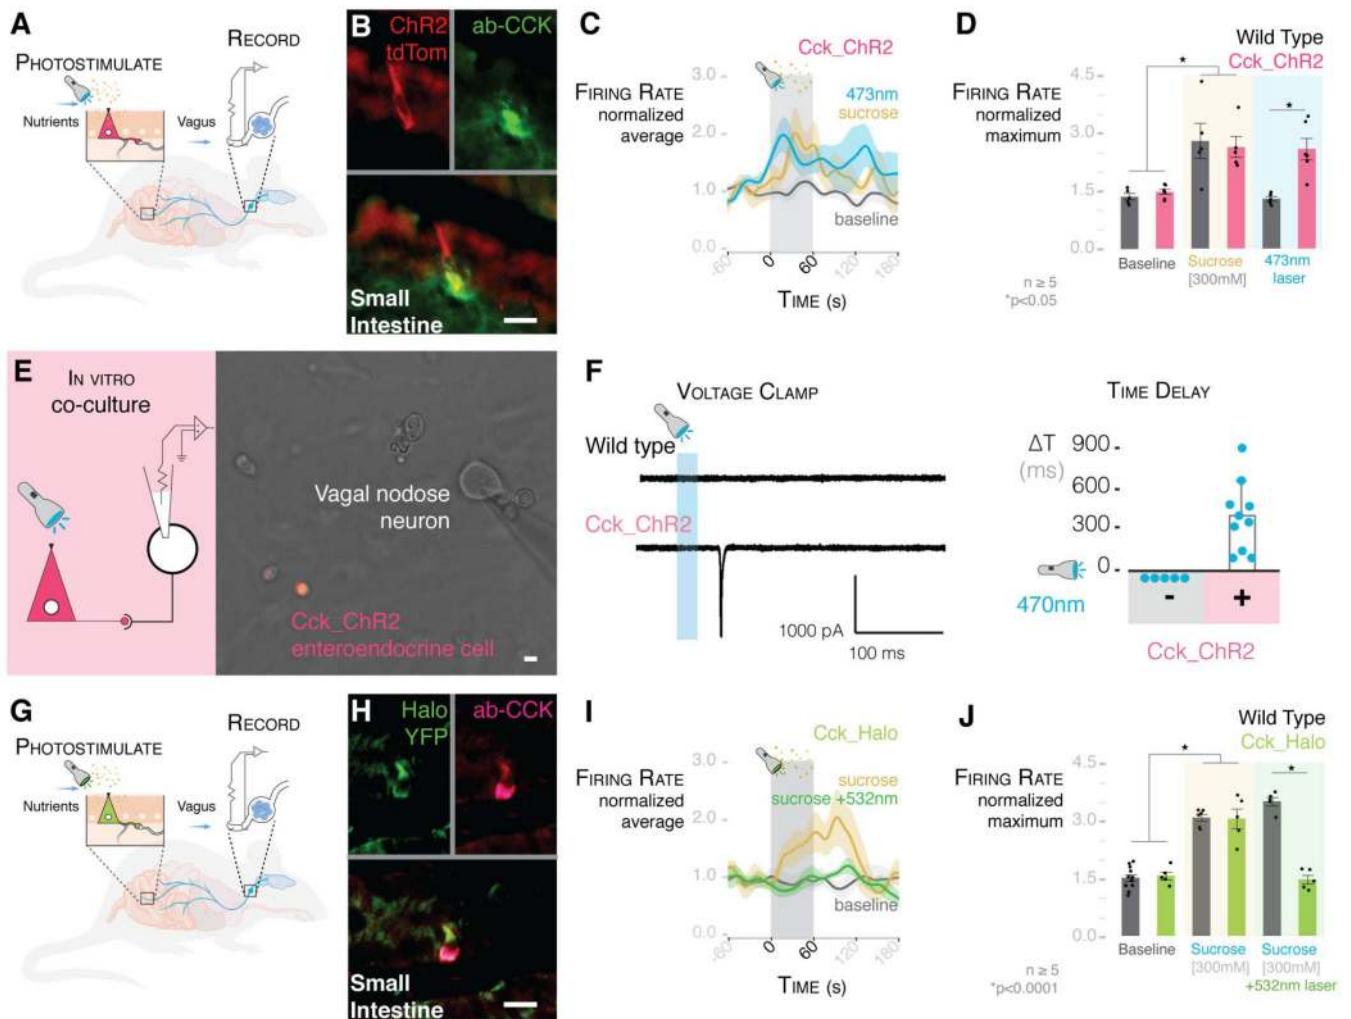 A
PHOTOSTIMULATE
RECORD
Nutrients
Vagus
B
ChR2
tdTom
ab-CCK
Small
Intestine
C
Cck_ChR2
FIRING RATE
normalized
average
3.0
2.0
1.0
0.0
473nm
sucrose
baseline
-60
0
60
120
180
TIME (s)
D
Wild Type
Cck_ChR2
FIRING RATE
normalized
maximum
4.5
3.0
1.5
0.0
*
*
Baseline
Sucrose
[300mM]
473nm
laser
n ≥ 5
*p<0.05
E
IN VITRO
co-culture
Vagal nodose
neuron
Cck_ChR2
enteroendocrine cell
F
VOLTAGE CLAMP
Wild type
Cck_ChR2
1000 pA
100 ms
TIME DELAY
ΔT
(ms)
900
600
300
0
470nm
- +
Cck_ChR2
G
PHOTOSTIMULATE
RECORD
Nutrients
Vagus
H
Halo
YFP
ab-CCK
Small
Intestine
I
Cck_Halo
FIRING RATE
normalized
average
3.0
2.0
1.0
0.0
sucrose
sucrose +532nm
baseline
-60
0
60
120
180
TIME (s)
J
Wild Type
Cck_Halo
FIRING RATE
normalized
maximum
4.5
3.0
1.5
0.0
*
*
Baseline
Sucrose
[300mM]
Sucrose
[300mM]
+532nm laser
n ≥ 5
*p<0.0001